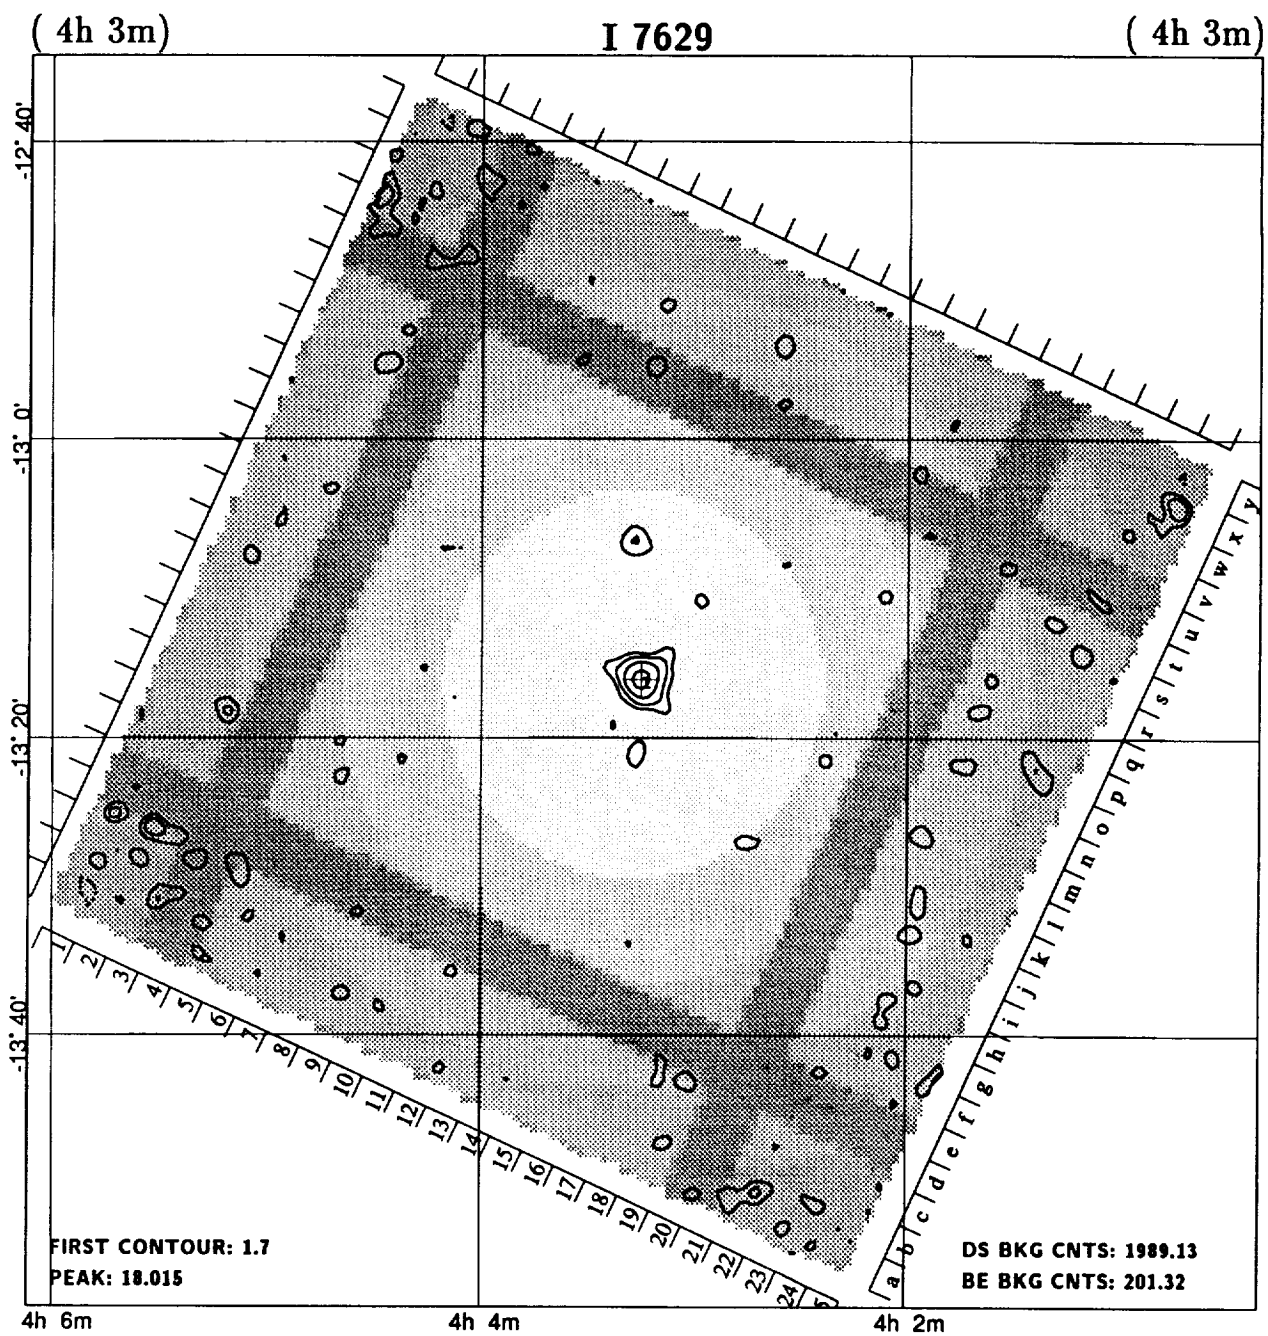 ( 4h 3m) I 7629 ( 4h 3m)
-12° 40'
-13° 0'
-13° 20'
-13° 40'
1 2 3 4 5 6 7 8 9 10 11 12 13 14 15 16 17 18 19 20 21 22 23 24
a b c d e f g h i j k l m n o p q r s t u v w x y
FIRST CONTOUR: 1.7
PEAK: 18.015
DS BKG CNTS: 1989.13
BE BKG CNTS: 201.32
4h 6m 4h 4m 4h 2m